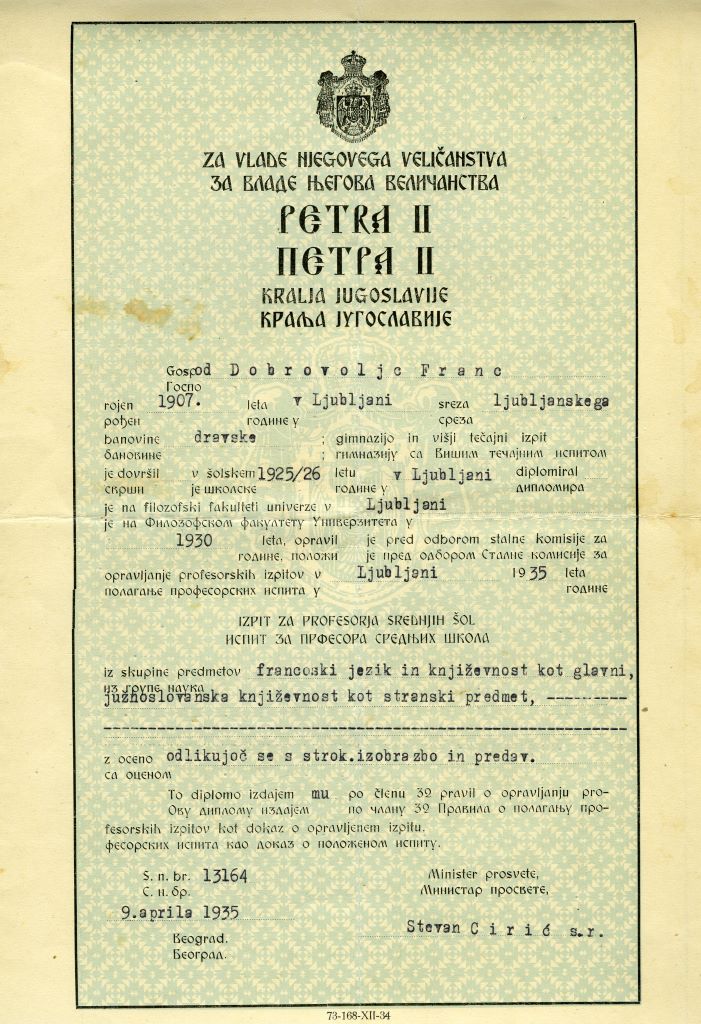 ZA VLADE NJEGOVEGA VELIČANSTVA
ЗА ВЛАДЕ ЊЕГОВА ВЕЛИЧАНСТВА
PETRA II
ПЕТРА II
KRALJA JUGOSLAVIJE
КРАЉА ЈУГОСЛАВИЈЕ
Gospod Dobrovoljc Franc
Госпо
rojen 1907. leta v Ljubljani sreza ljubljanskega
рођен године у среза
banovine dravske ; gimnazijo in višji tečajni izpit
бановине ; гимназију са Вишим течајним испитом
je dovršil v šolskem 1925/26 letu v Ljubljani diplomiral
сврши је школске године у дипломира
je na filozofski fakulteti univerze v Ljubljani
је на Филозофском факултету Универзитета у
1930 leta, opravil je pred odborom stalne komisije za
године, положи је пред одбором Сталне комисије за
opravljanje profesorskih izpitov v Ljubljani 1935 leta
полагање професорских испита у године
IZPIT ZA PROFESORJA SREDNJIH ŠOL
ИСПИТ ЗА ПРФЕСОРА СРЕДЊИХ ШКОЛА
iz skupine predmetov francoski jezik in književnost kot glavni,
из групе наука
južnoslovanska književnost kot stranski predmet, ---------
z oceno odlikujoč se s strok.izobrazbo in predav.
са оценом
To diplomo izdajem mu po členu 32 pravil o opravljanju pro-
Ову диплому издајем по члану 32 Правила о полагању про-
fesorskih izpitov kot dokaz o opravljenem izpitu.
фесорских испита као доказ о положеном испиту.
S. n. br. 13164 Minister prosvete,
С. н. бр. Министар просвете,
9.aprila 1935
Stevan Cirić s.r.
Beograd.
Београд.
73-168-XII-34